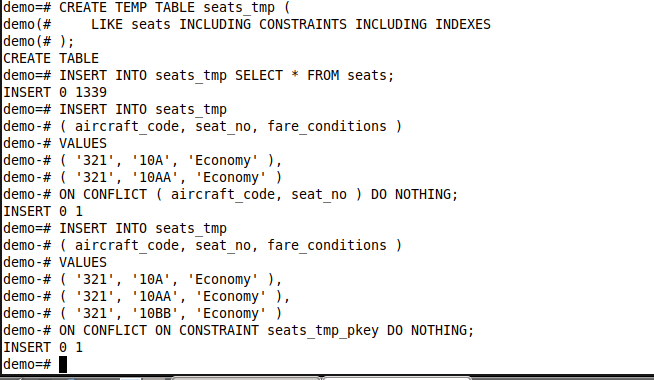 demo=# CREATE TEMP TABLE seats_tmp (
demo(#     LIKE seats INCLUDING CONSTRAINTS INCLUDING INDEXES
demo(# );
CREATE TABLE
demo=# INSERT INTO seats_tmp SELECT * FROM seats;
INSERT 0 1339
demo=# INSERT INTO seats_tmp
demo-# ( aircraft_code, seat_no, fare_conditions )
demo-# VALUES
demo-# ( '321', '10A', 'Economy' ),
demo-# ( '321', '10AA', 'Economy' )
demo-# ON CONFLICT ( aircraft_code, seat_no ) DO NOTHING;
INSERT 0 1
demo=# INSERT INTO seats_tmp
demo-# ( aircraft_code, seat_no, fare_conditions )
demo-# VALUES
demo-# ( '321', '10A', 'Economy' ),
demo-# ( '321', '10AA', 'Economy' ),
demo-# ( '321', '10BB', 'Economy' )
demo-# ON CONFLICT ON CONSTRAINT seats_tmp_pkey DO NOTHING;
INSERT 0 1
demo=#